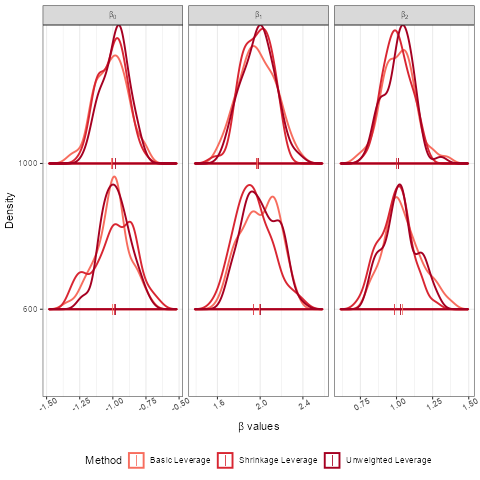 β₀ β₁ β₂
Density
1000
600
-1.50 -1.25 -1.00 -0.75 -0.50 1.6 2.0 2.4 0.75 1.00 1.25 1.50
β values
Method Basic Leverage Shrinkage Leverage Unweighted Leverage